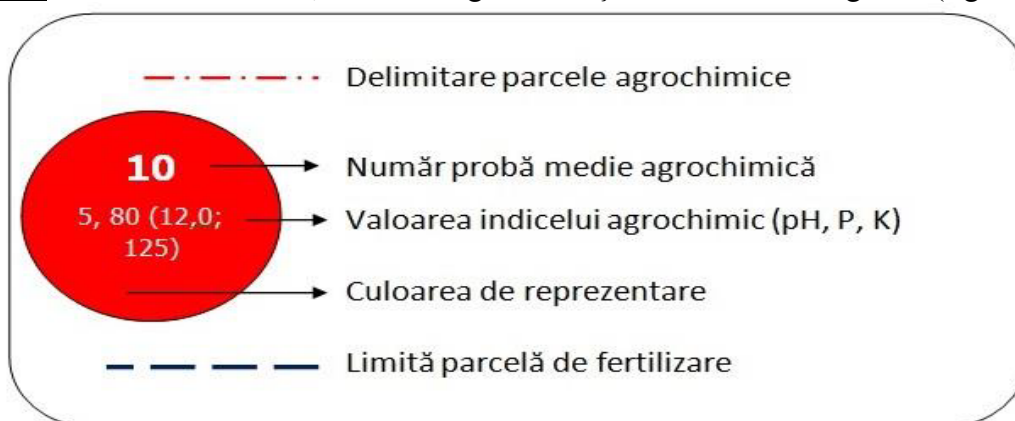 Delimitare parcele agrochimice
10
Număr probă medie agrochimică
5, 80 (12,0;
125)
Valoarea indicelui agrochimic (pH, P, K)
Culoarea de reprezentare
Limită parcelă de fertilizare